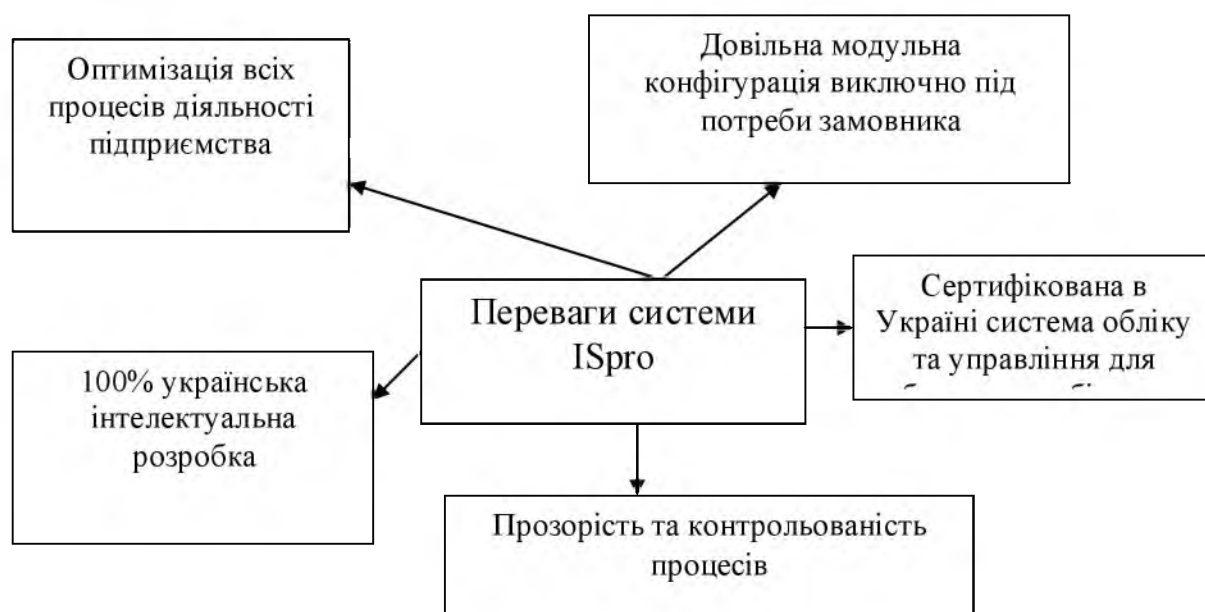 Оптимізація всіх
процесів діяльності
підприємства
Довільна модульна
конфігурація виключно під
потреби замовника
Переваги системи
ISpro
Сертифікована в
Україні система обліку
та управління для
100% українська
інтелектуальна
розробка
Прозорість та контрольованість
процесів